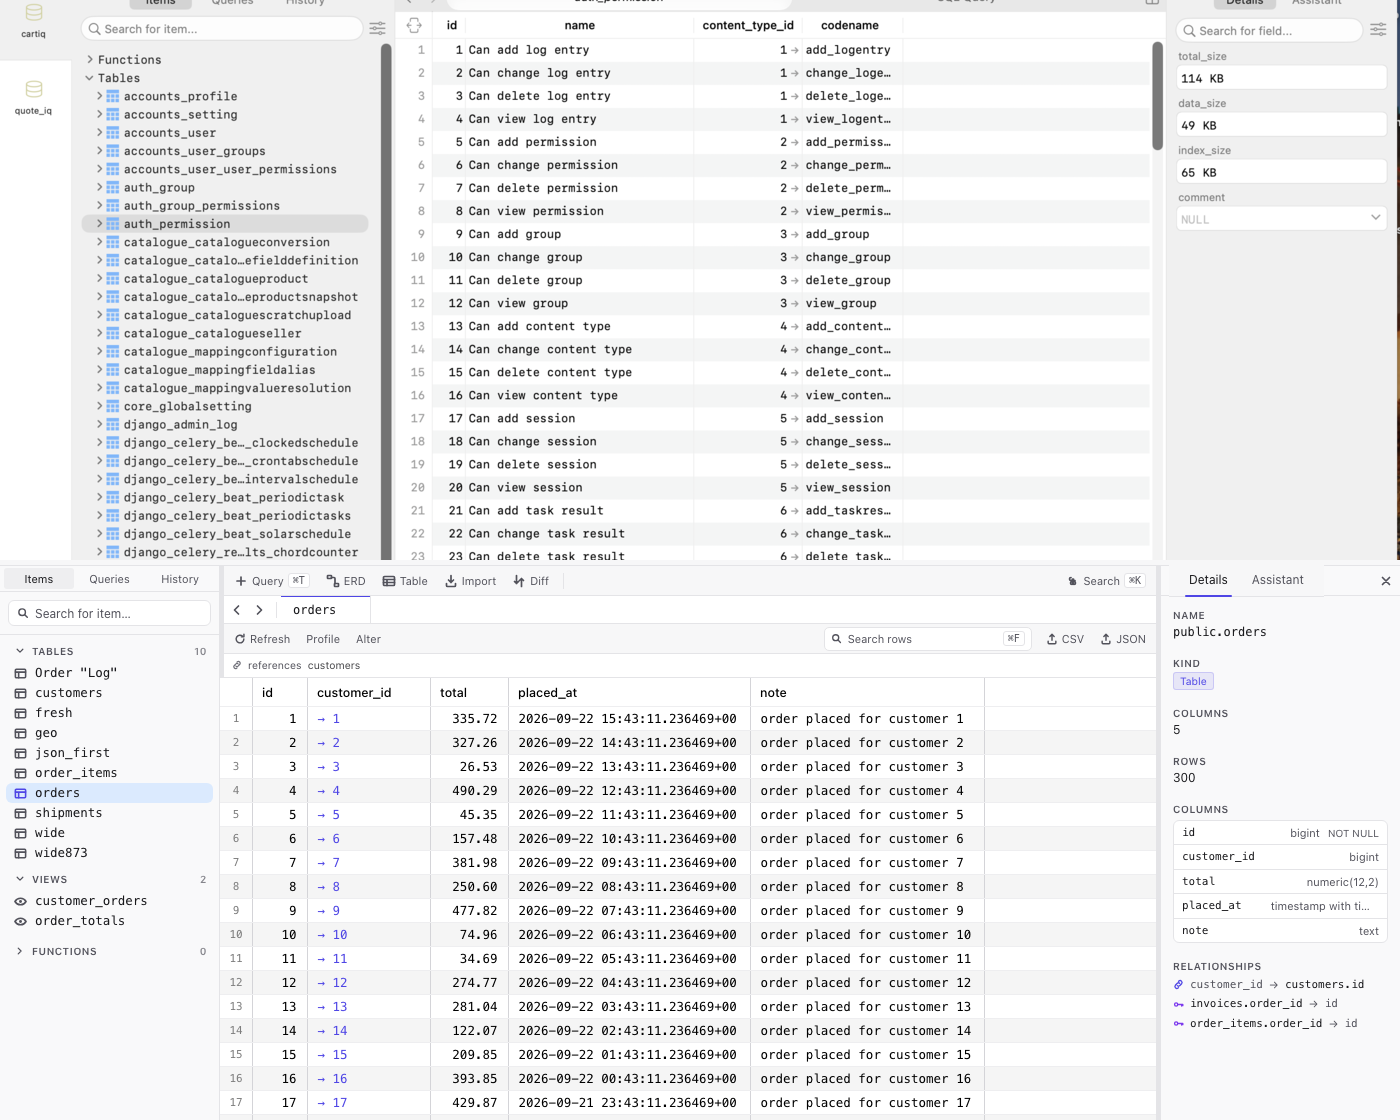 Items Queries History
auth_permission
SQL Query
Details Assistant
cartiq
quote_iq
Search for item...
Functions
Tables
accounts_profile
accounts_setting
accounts_user
accounts_user_groups
accounts_user_user_permissions
auth_group
auth_group_permissions
auth_permission
catalogue_catalogueconversion
catalogue_catalo…efielddefinition
catalogue_catalogueproduct
catalogue_catalo…eproductsnapshot
catalogue_cataloguescratchupload
catalogue_catalogueseller
catalogue_mappingconfiguration
catalogue_mappingfieldalias
catalogue_mappingvalueresolution
core_globalsetting
django_admin_log
django_celery_be…_clockedschedule
django_celery_be…_crontabschedule
django_celery_be…intervalschedule
django_celery_beat_periodictask
django_celery_beat_periodictasks
django_celery_beat_solarschedule
django_celery_re…lts_chordcounter
id name content_type_id codename
1 1 Can add log entry 1 → add_logentry
2 2 Can change log entry 1 → change_loge…
3 3 Can delete log entry 1 → delete_loge…
4 4 Can view log entry 1 → view_logent…
5 5 Can add permission 2 → add_permiss…
6 6 Can change permission 2 → change_perm…
7 7 Can delete permission 2 → delete_perm…
8 8 Can view permission 2 → view_permis…
9 9 Can add group 3 → add_group
10 10 Can change group 3 → change_group
11 11 Can delete group 3 → delete_group
12 12 Can view group 3 → view_group
13 13 Can add content type 4 → add_content…
14 14 Can change content type 4 → change_cont…
15 15 Can delete content type 4 → delete_cont…
16 16 Can view content type 4 → view_conten…
17 17 Can add session 5 → add_session
18 18 Can change session 5 → change_sess…
19 19 Can delete session 5 → delete_sess…
20 20 Can view session 5 → view_session
21 21 Can add task result 6 → add_taskres…
22 22 Can change task result 6 → change_task…
23 23 Can delete task result 6 → delete_task…
Search for field...
total_size
114 KB
data_size
49 KB
index_size
65 KB
comment
NULL
Items Queries History
Search for item...
TABLES 10
Order "Log"
customers
fresh
geo
json_first
order_items
orders
shipments
wide
wide873
VIEWS 2
customer_orders
order_totals
FUNCTIONS 0
Query ⌘T ERD Table Import Diff Search ⌘K
orders
Refresh Profile Alter Search rows ⌘F CSV JSON
references customers
id customer_id total placed_at note
1 1 → 1 335.72 2026-09-22 15:43:11.236469+00 order placed for customer 1
2 2 → 2 327.26 2026-09-22 14:43:11.236469+00 order placed for customer 2
3 3 → 3 26.53 2026-09-22 13:43:11.236469+00 order placed for customer 3
4 4 → 4 490.29 2026-09-22 12:43:11.236469+00 order placed for customer 4
5 5 → 5 45.35 2026-09-22 11:43:11.236469+00 order placed for customer 5
6 6 → 6 157.48 2026-09-22 10:43:11.236469+00 order placed for customer 6
7 7 → 7 381.98 2026-09-22 09:43:11.236469+00 order placed for customer 7
8 8 → 8 250.60 2026-09-22 08:43:11.236469+00 order placed for customer 8
9 9 → 9 477.82 2026-09-22 07:43:11.236469+00 order placed for customer 9
10 10 → 10 74.96 2026-09-22 06:43:11.236469+00 order placed for customer 10
11 11 → 11 34.69 2026-09-22 05:43:11.236469+00 order placed for customer 11
12 12 → 12 274.77 2026-09-22 04:43:11.236469+00 order placed for customer 12
13 13 → 13 281.04 2026-09-22 03:43:11.236469+00 order placed for customer 13
14 14 → 14 122.07 2026-09-22 02:43:11.236469+00 order placed for customer 14
15 15 → 15 209.85 2026-09-22 01:43:11.236469+00 order placed for customer 15
16 16 → 16 393.85 2026-09-22 00:43:11.236469+00 order placed for customer 16
17 17 → 17 429.87 2026-09-21 23:43:11.236469+00 order placed for customer 17
Details Assistant
NAME
public.orders
KIND
Table
COLUMNS
5
ROWS
300
COLUMNS
id bigint NOT NULL
customer_id bigint
total numeric(12,2)
placed_at timestamp with ti…
note text
RELATIONSHIPS
customer_id → customers.id
invoices.order_id → id
order_items.order_id → id